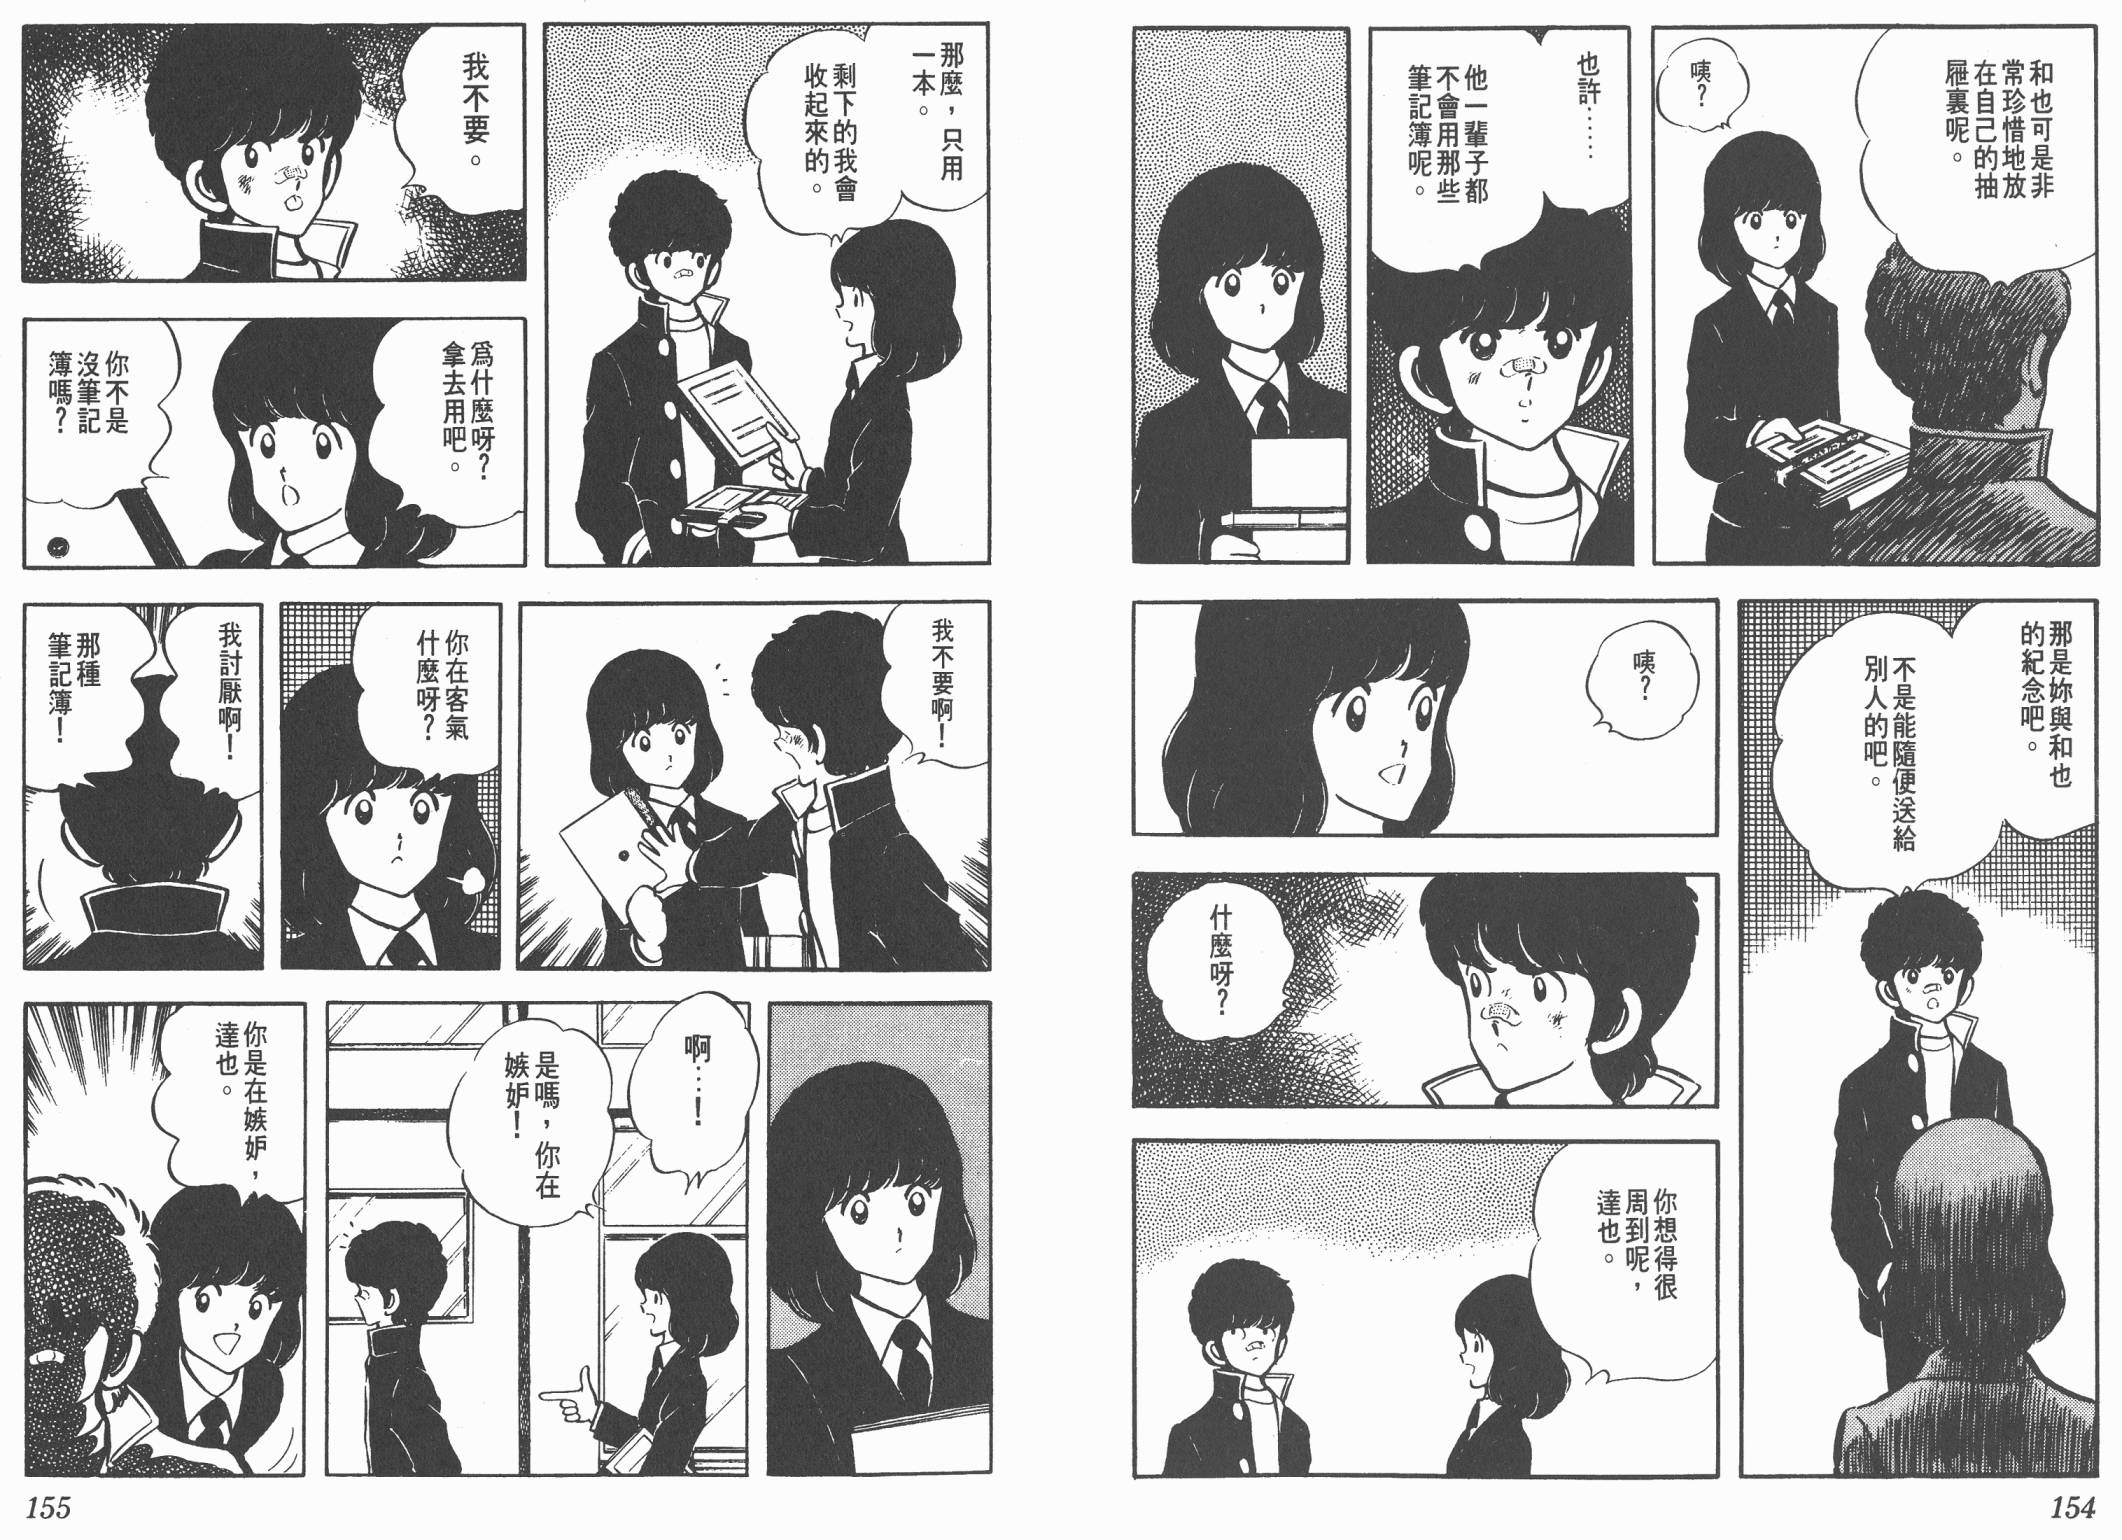 和也可是非
常珍惜地放
在自己的抽
屜裏呢。
咦？
也許……
他一輩子都
不會用那些
筆記簿呢。
那是妳與和也
的紀念吧。
不是能隨便送給
別人的吧。
咦？
什麼呀？
你想得很
周到呢，
達也。
154
那麼，只用
一本。
剩下的我會
收起來的。
我不要。
爲什麼呀？
拿去用吧。
你不是
沒筆記
簿嗎？
我不要啊！
你在客氣
什麼呀？
我討厭啊！
那種
筆記簿！
啊…！
是嗎，你在
嫉妒！
你是在嫉妒，
達也。
155